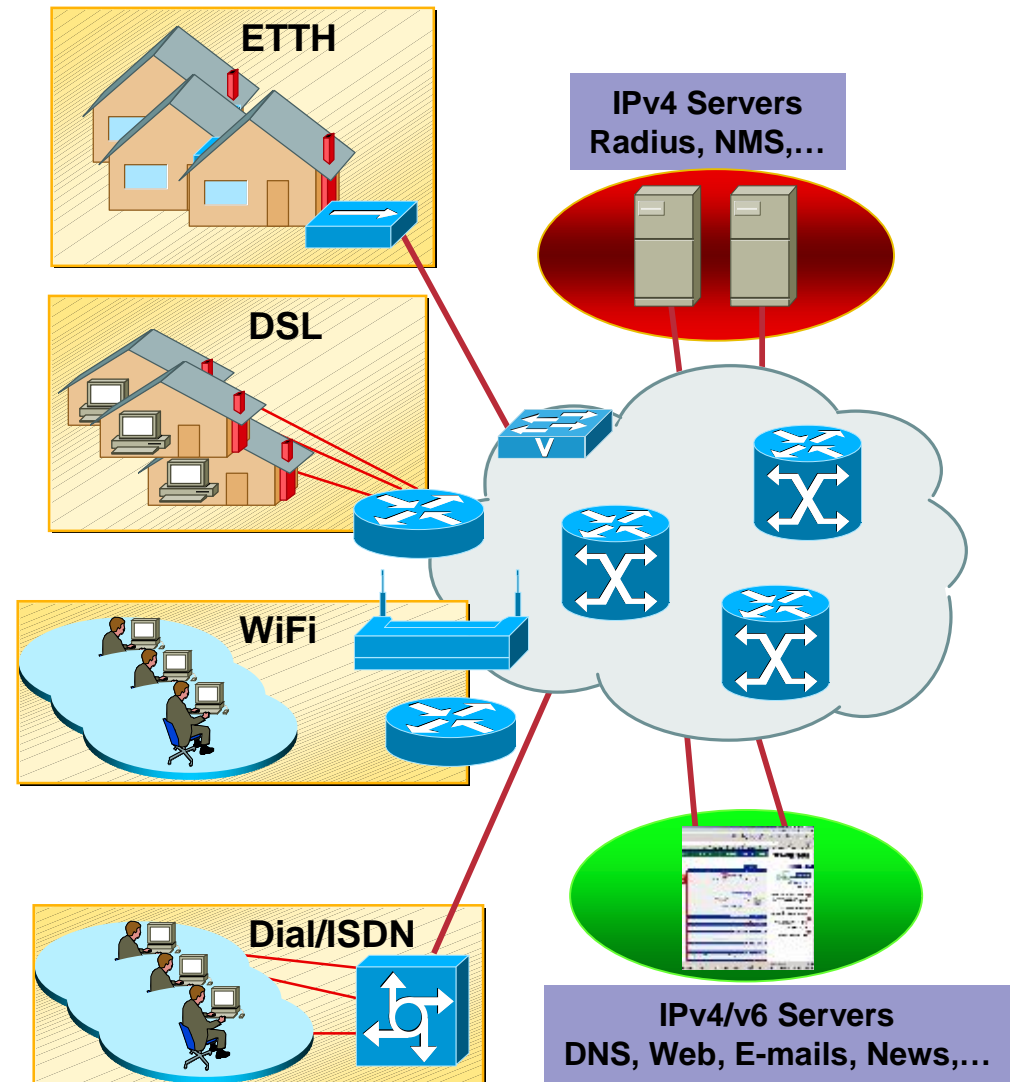 ETTH
IPv4 Servers
Radius, NMS,…
DSL
V
WiFi
Dial/ISDN
IPv4/v6 Servers
DNS, Web, E-mails, News,…